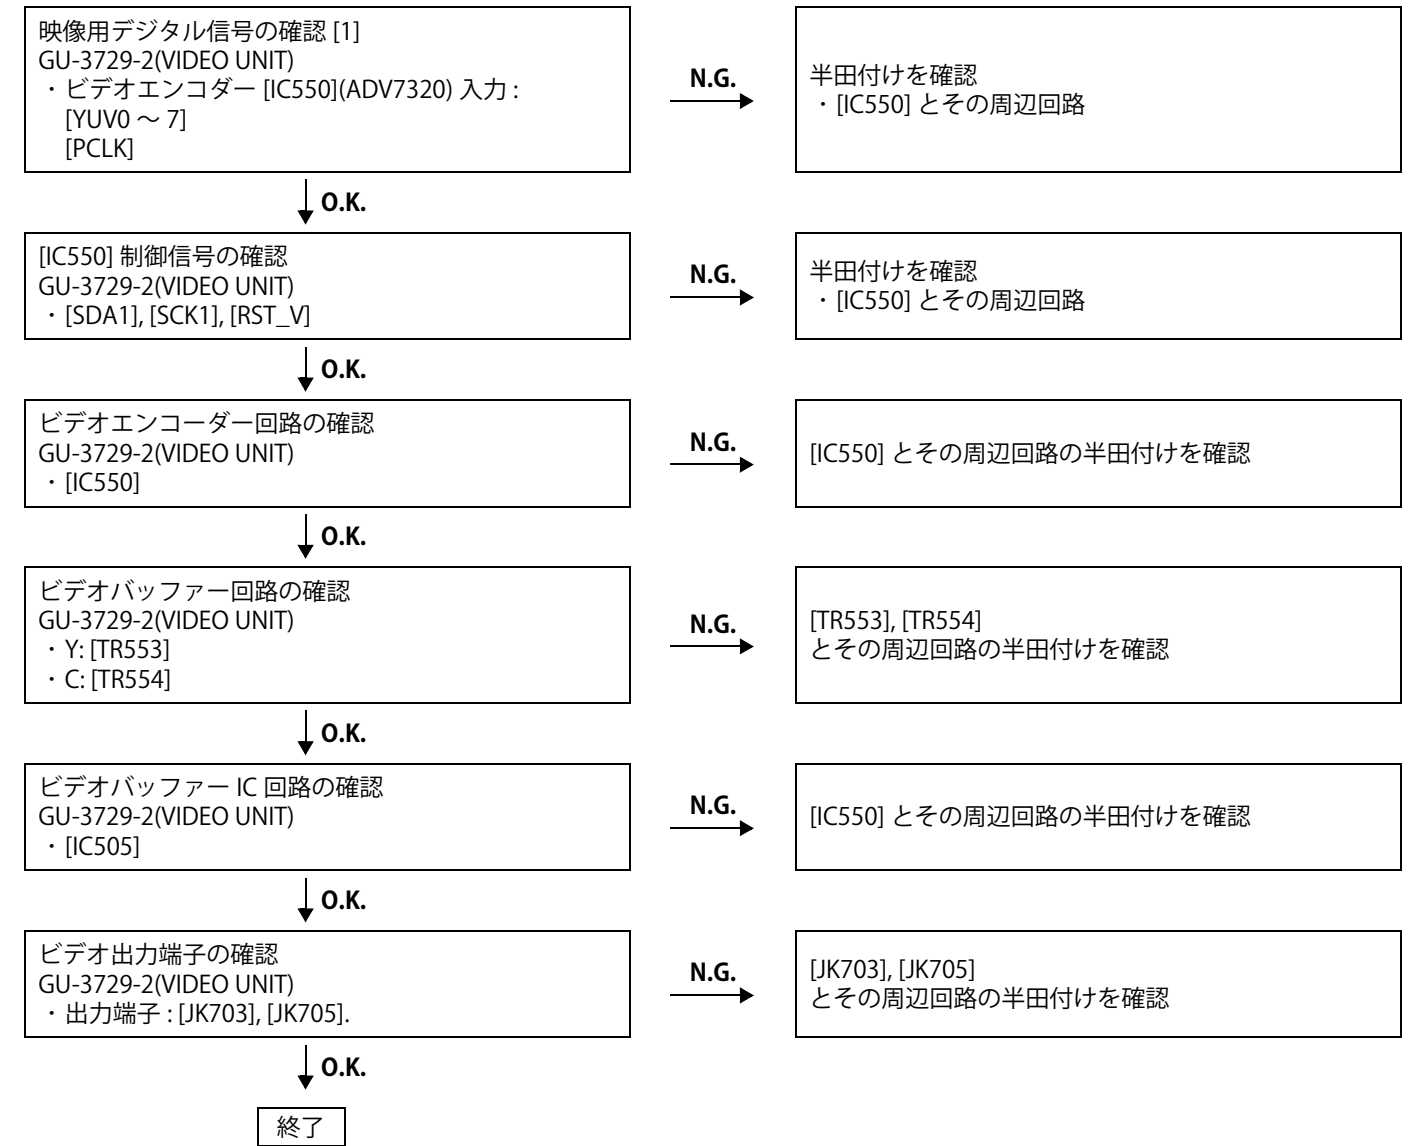 映像用デジタル信号の確認 [1]
GU-3729-2(VIDEO UNIT)
・ビデオエンコダー [IC550](ADV7320) 入力 :
[YUV0 ～ 7]
[PCLK]
N.G.
半田付けを確認
・[IC550] とその周辺回路
O.K.
[IC550] 制御信号の確認
GU-3729-2(VIDEO UNIT)
・[SDA1], [SCK1], [RST_V]
N.G.
半田付けを確認
・[IC550] とその周辺回路
O.K.
ビデオエンコーダー回路の確認
GU-3729-2(VIDEO UNIT)
・[IC550]
N.G.
[IC550] とその周辺回路の半田付けを確認
O.K.
ビデオバッファー回路の確認
GU-3729-2(VIDEO UNIT)
・Y: [TR553]
・C: [TR554]
N.G.
[TR553], [TR554]
とその周辺回路の半田付けを確認
O.K.
ビデオバッファー IC 回路の確認
GU-3729-2(VIDEO UNIT)
・[IC505]
N.G.
[IC550] とその周辺回路の半田付けを確認
O.K.
ビデオ出力端子の確認
GU-3729-2(VIDEO UNIT)
・出力端子 : [JK703], [JK705].
N.G.
[JK703], [JK705]
とその周辺回路の半田付けを確認
O.K.
終了